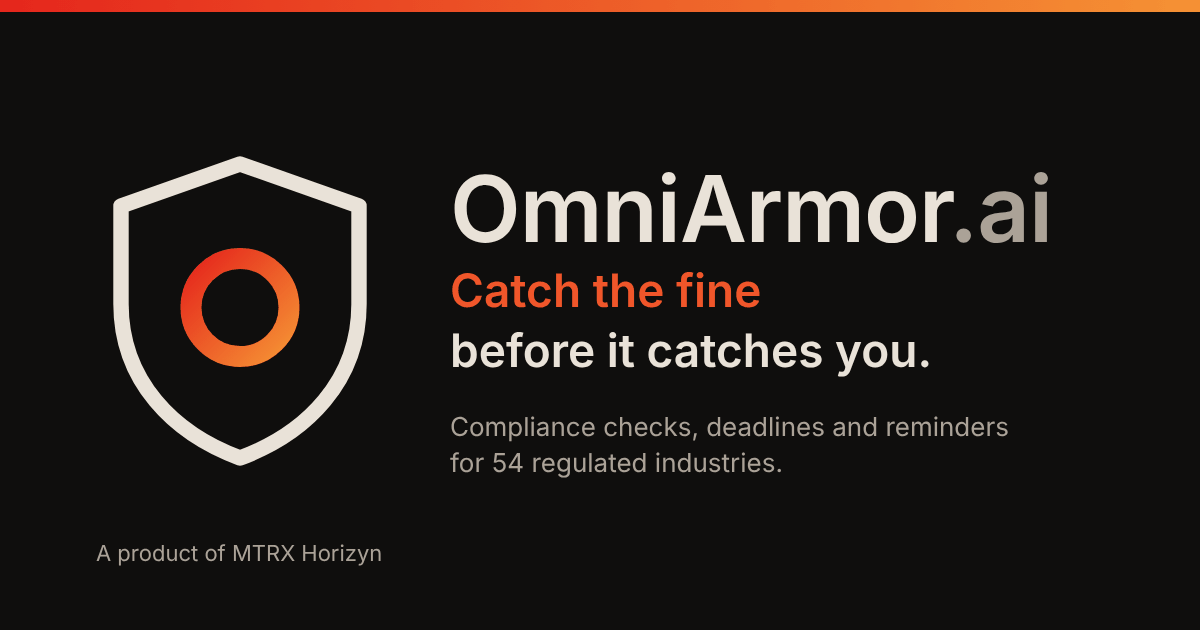 OmniArmor.ai
Catch the fine
before it catches you.
Compliance checks, deadlines and reminders
for 54 regulated industries.
A product of MTRX Horizyn